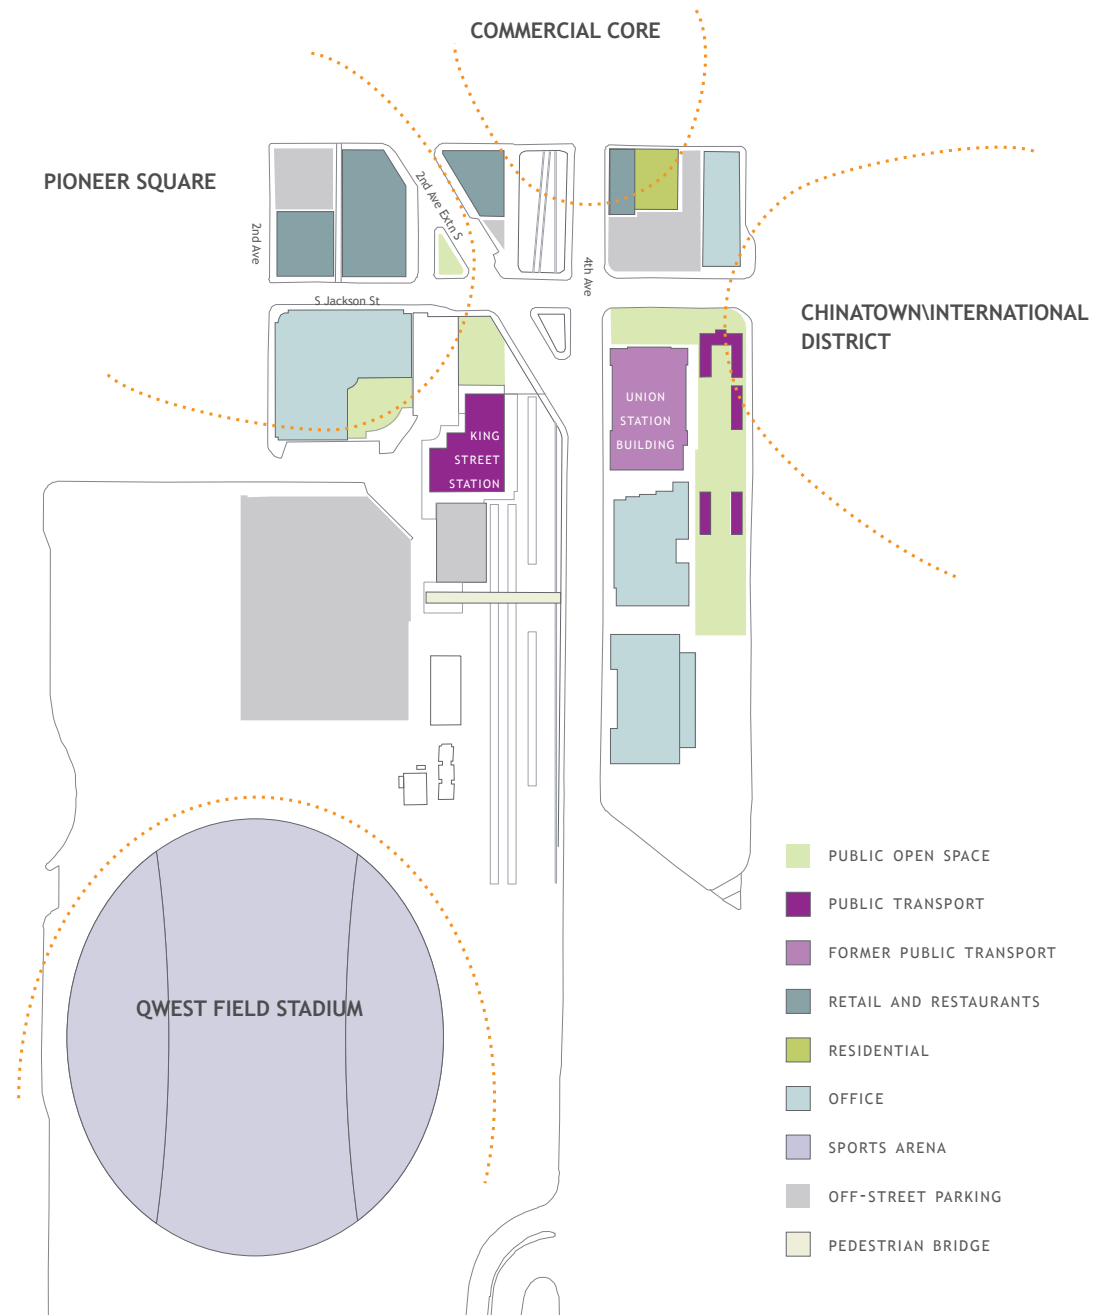 COMMERCIAL CORE
PIONEER SQUARE
2nd Ave Extn S
2nd Ave
4th Ave
S Jackson St
CHINATOWN\INTERNATIONAL
DISTRICT
UNION
STATION
BUILDING
KING
STREET
STATION
PUBLIC OPEN SPACE
PUBLIC TRANSPORT
FORMER PUBLIC TRANSPORT
RETAIL AND RESTAURANTS
QWEST FIELD STADIUM
RESIDENTIAL
OFFICE
SPORTS ARENA
OFF-STREET PARKING
PEDESTRIAN BRIDGE